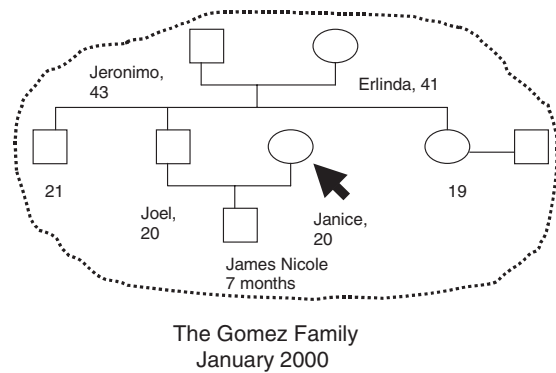 Jeronimo,
43
Erlinda, 41
21
Joel,
20
Janice,
20
19
James Nicole
7 months
The Gomez Family
January 2000